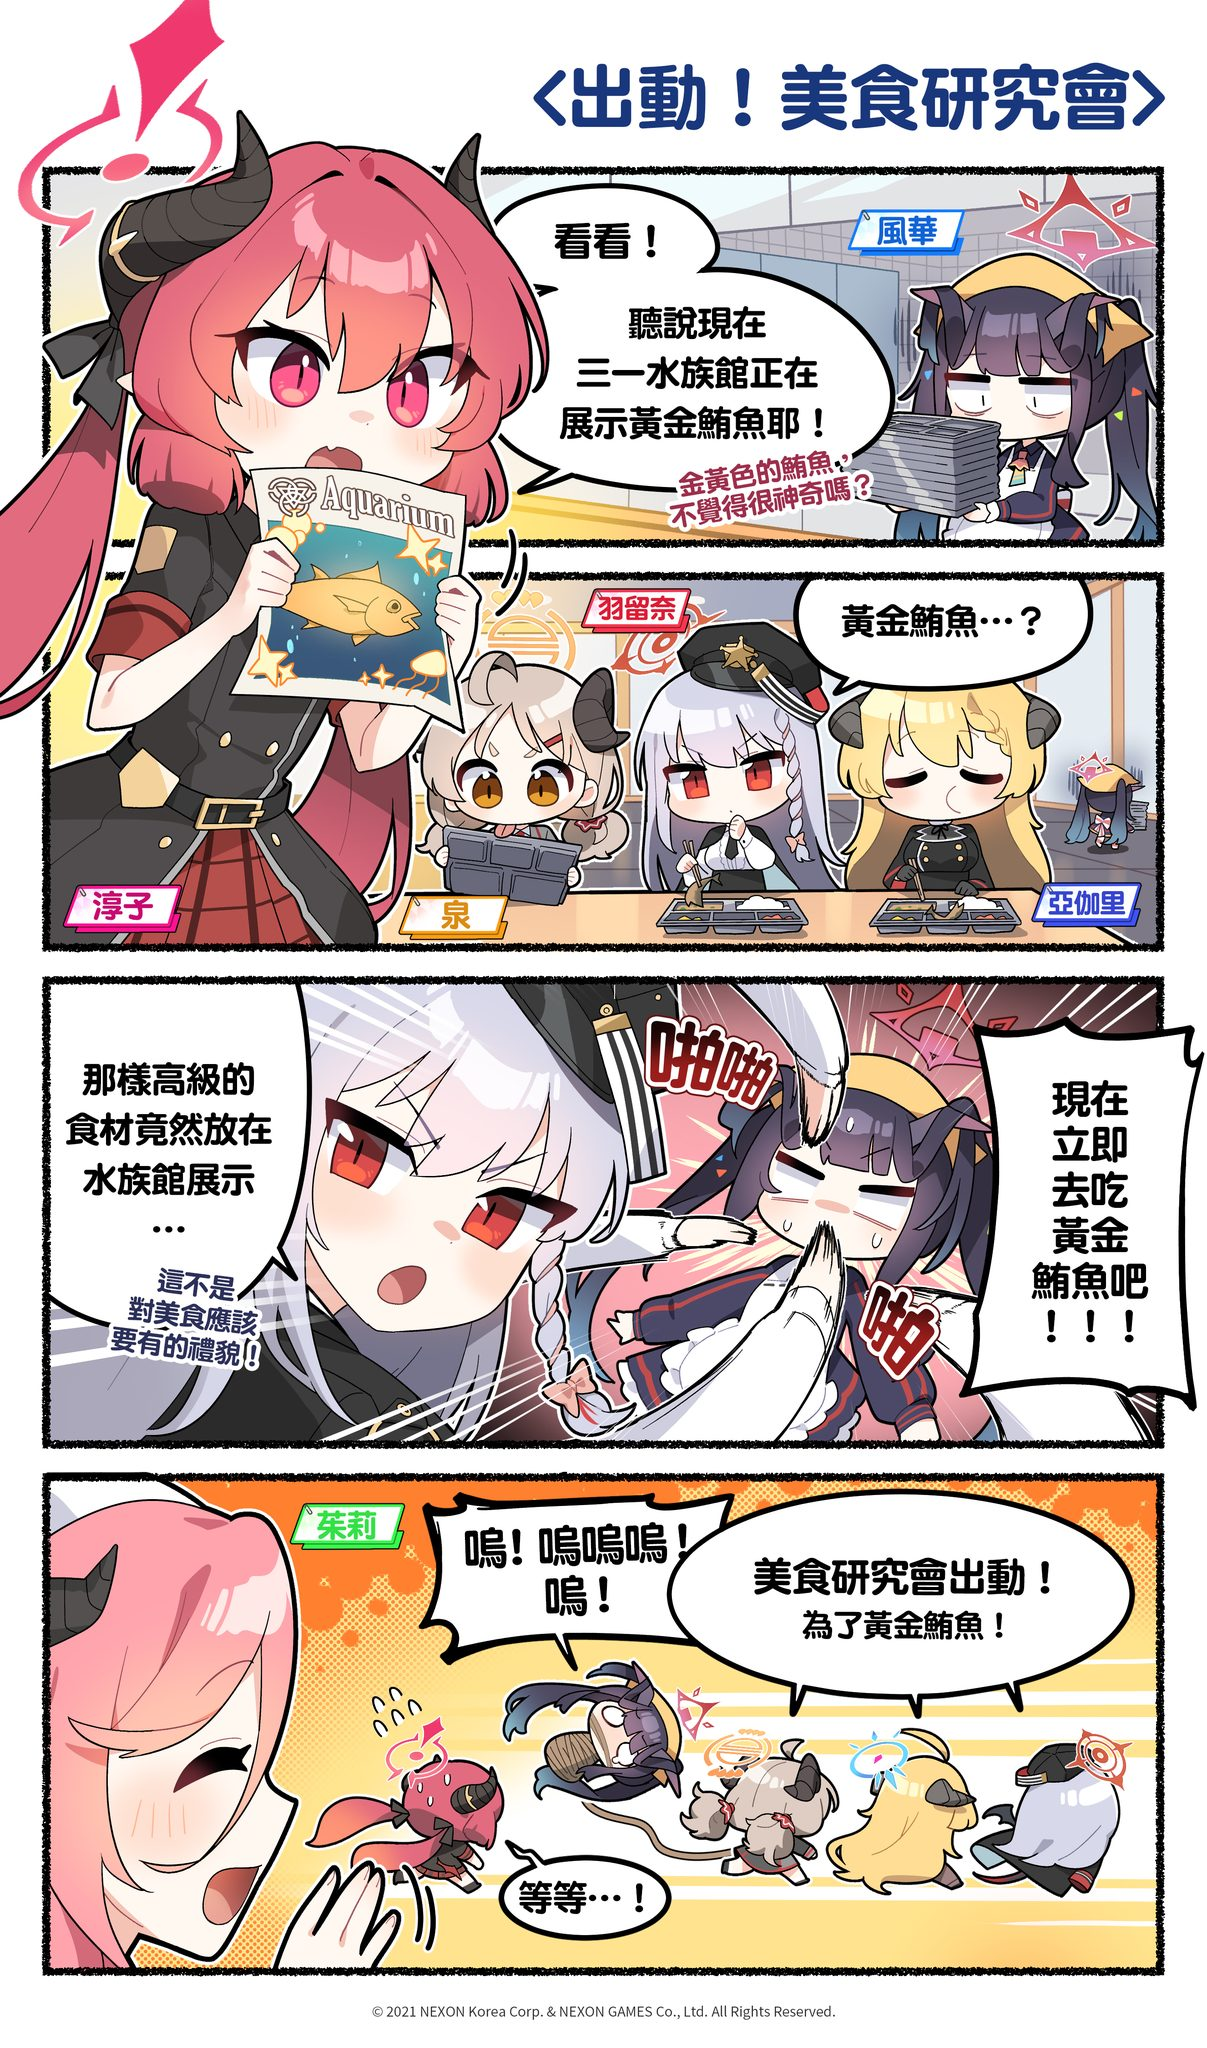 <出動！美食研究會>
看看！
聽說現在
三一水族館正在
展示黃金鮪魚耶！
風華
金黃色的鮪魚，
不覺得很神奇嗎？
Aquarium
淳子
羽留奈
黃金鮪魚…？
泉
亞伽里
那樣高級的
食材竟然放在
水族館展示
…
這不是
對美食應該
要有的禮貌！
啪啪
啪
現在
立即
去吃
黃金
鮪魚吧
！！！
茱莉
嗚！嗚嗚嗚！
嗚！
美食研究會出動！
為了黃金鮪魚！
等等…！
© 2021 NEXON Korea Corp. & NEXON GAMES Co., Ltd. All Rights Reserved.